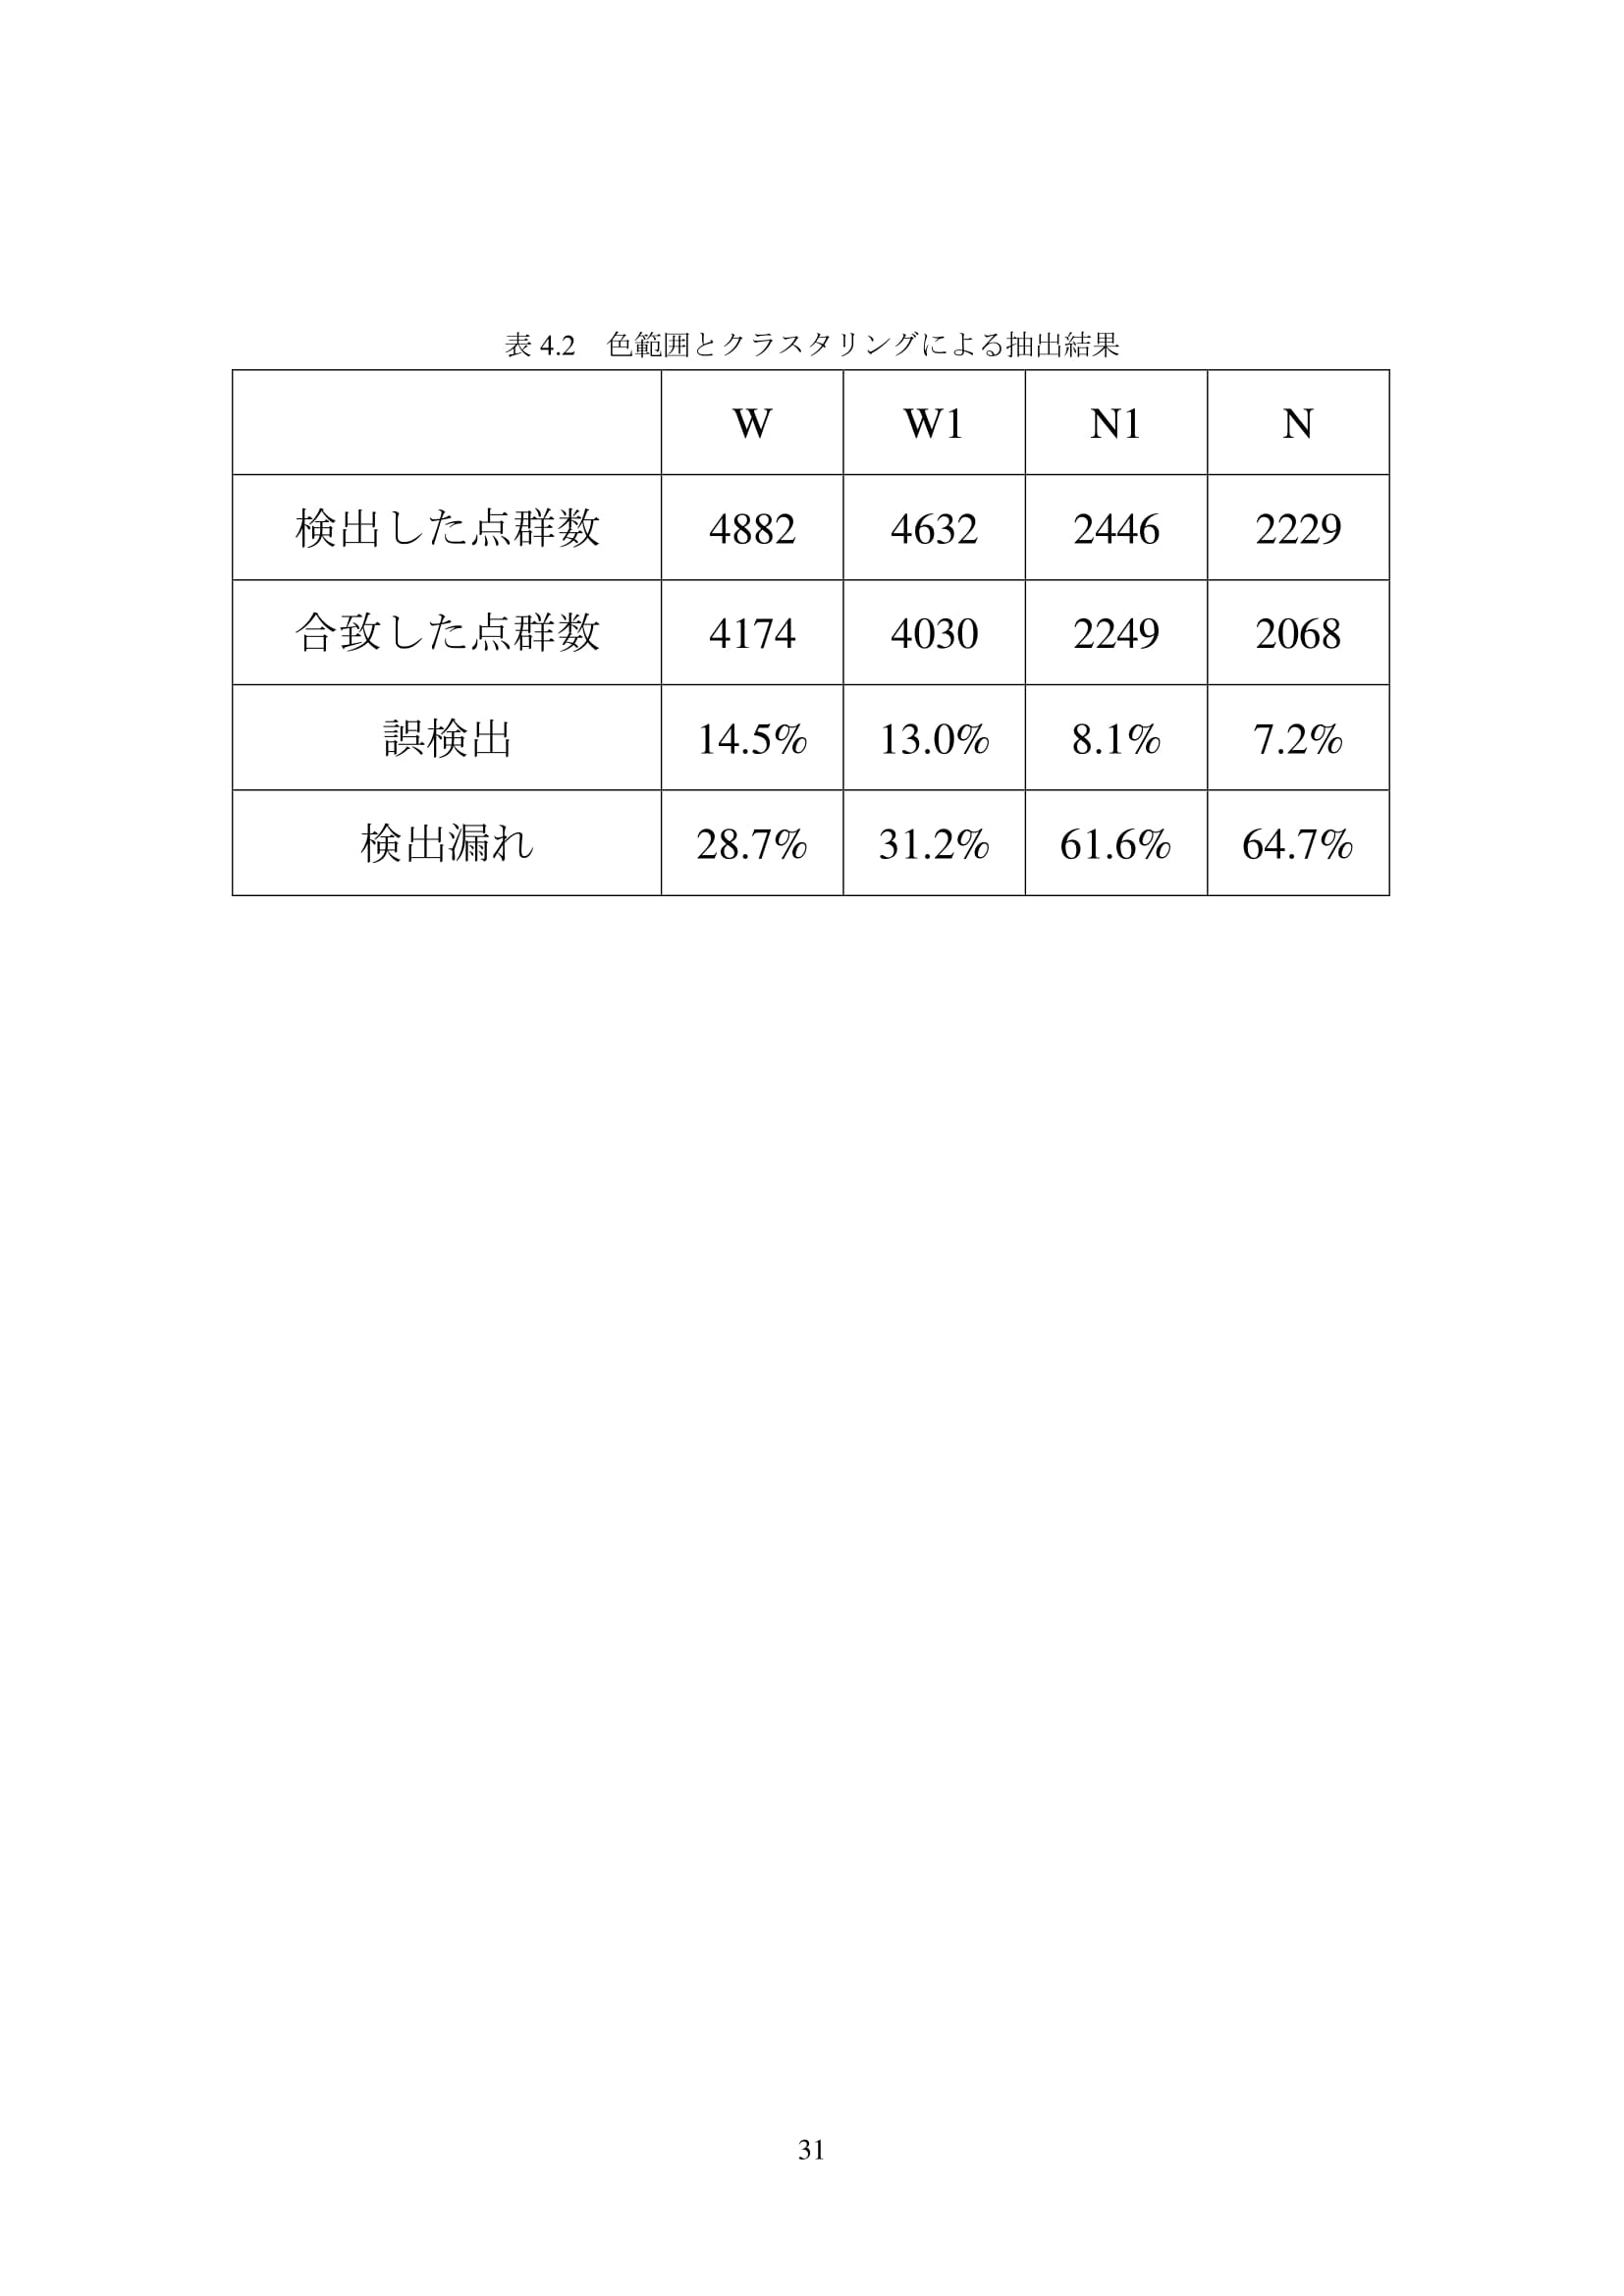 表 4.2　色範囲とクラスタリングによる抽出結果
W W1 N1 N
検出した点群数 4882 4632 2446 2229
合致した点群数 4174 4030 2249 2068
誤検出 14.5% 13.0% 8.1% 7.2%
検出漏れ 28.7% 31.2% 61.6% 64.7%
31